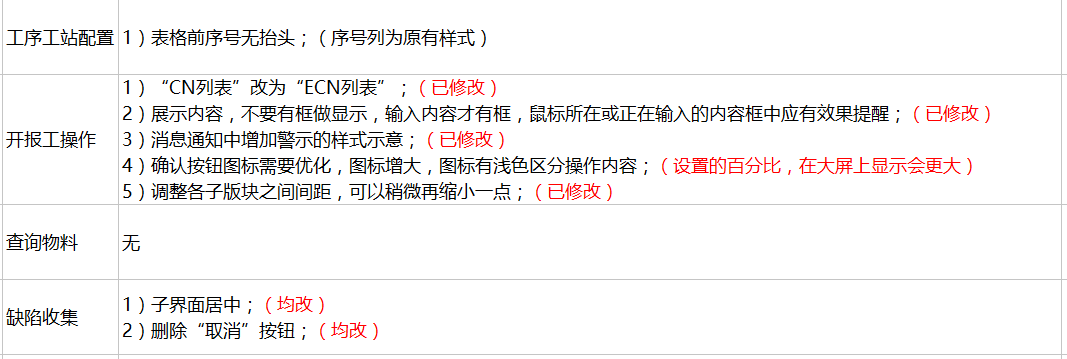 工序工站配置
1）表格前序号无抬头；（序号列为原有样式）
开报工操作
1）“CN列表”改为“ECN列表”；（已修改）
2）展示内容，不要有框做显示，输入内容才有框，鼠标所在或正在输入的内容框中应有效果提醒；（已修改）
3）消息通知中增加警示的样式示意；（已修改）
4）确认按钮图标需要优化，图标增大，图标有浅色区分操作内容；（设置的百分比，在大屏上显示会更大）
5）调整各子版块之间间距，可以稍微再缩小一点；（已修改）
查询物料
无
缺陷收集
1）子界面居中；（均改）
2）删除“取消”按钮；（均改）